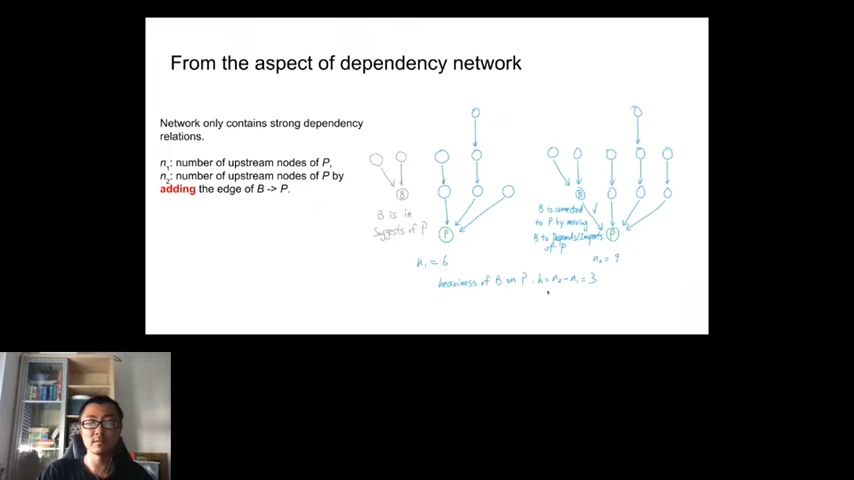 From the aspect of dependency network
Network only contains strong dependency
relations.
n1: number of upstream nodes of P,
n2: number of upstream nodes of P by
adding the edge of B -> P.
B
B is in
Suggests of P
P
n1 = 6
B
B is connected
to P by moving
B to Depends/Imports
of P
P
n2 = 9
heaviness of B on P : h = n2 - n1 = 3